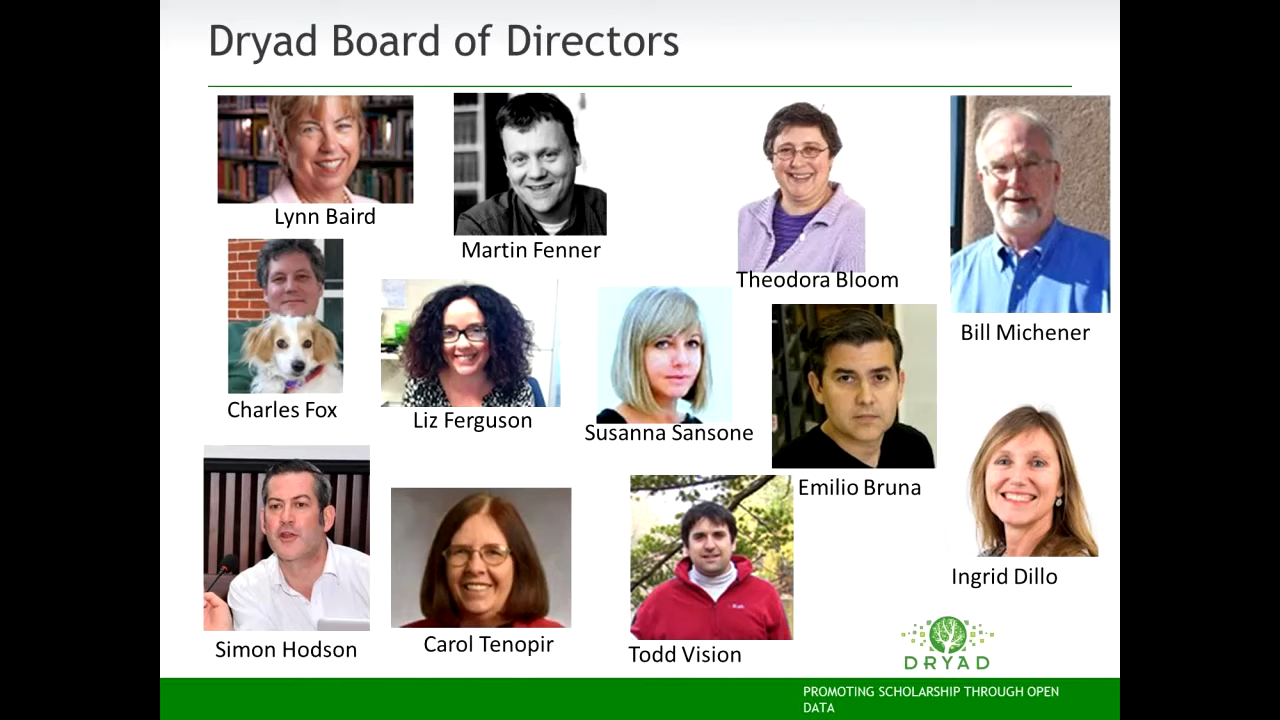 Dryad Board of Directors
Lynn Baird
Martin Fenner
Theodora Bloom
Bill Michener
Charles Fox
Liz Ferguson
Susanna Sansone
Emilio Bruna
Ingrid Dillo
Simon Hodson
Carol Tenopir
Todd Vision
DRYAD
PROMOTING SCHOLARSHIP THROUGH OPEN
DATA